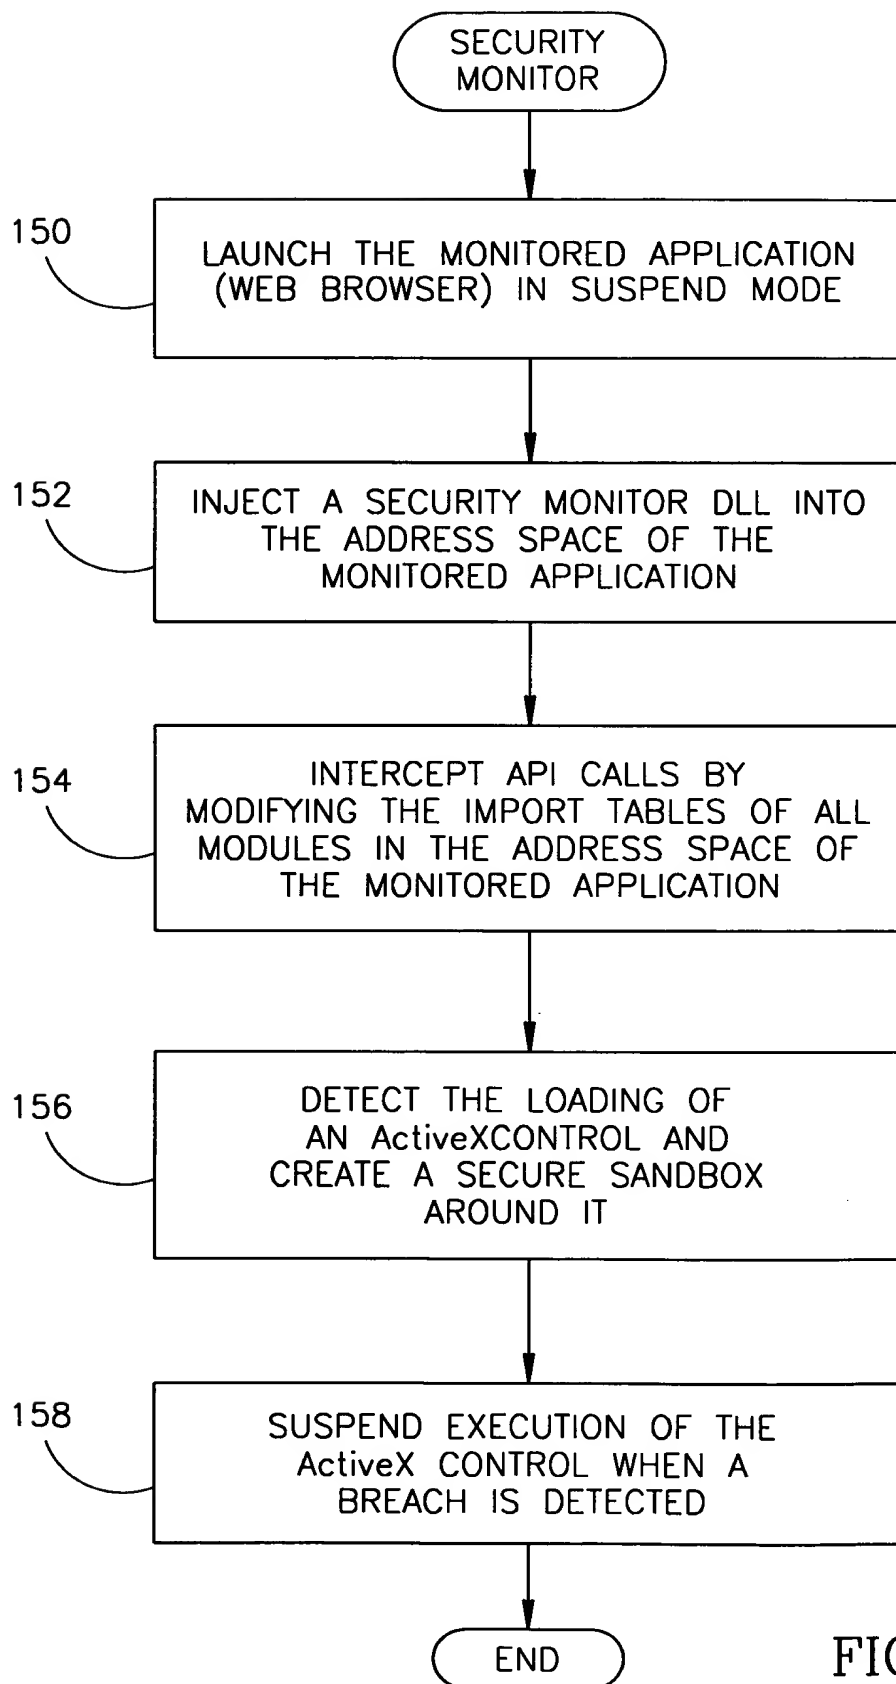 SECURITY
MONITOR
150
LAUNCH THE MONITORED APPLICATION
(WEB BROWSER) IN SUSPEND MODE
152
INJECT A SECURITY MONITOR DLL INTO
THE ADDRESS SPACE OF THE
MONITORED APPLICATION
154
INTERCEPT API CALLS BY
MODIFYING THE IMPORT TABLES OF ALL
MODULES IN THE ADDRESS SPACE OF
THE MONITORED APPLICATION
156
DETECT THE LOADING OF
AN ActiveXCONTROL AND
CREATE A SECURE SANDBOX
AROUND IT
158
SUSPEND EXECUTION OF THE
ActiveX CONTROL WHEN A
BREACH IS DETECTED
END